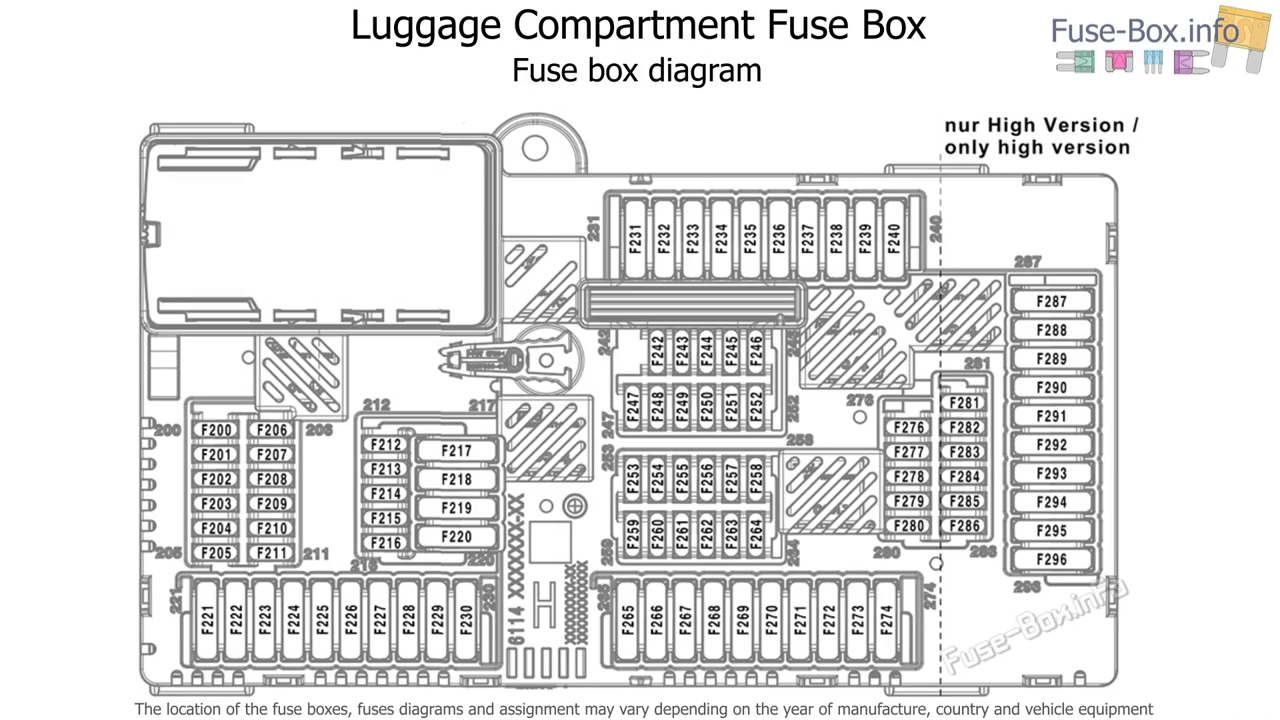 Luggage Compartment Fuse Box
Fuse box diagram
Fuse-Box.info
nur High Version /
only high version
231
F231 F232 F233 F234 F235 F236 F237 F238 F239 F240
240
287
F287
F288
F289
F290
F291
F292
F293
F294
F295
F296
296
242
F242 F243 F244 F245 F246
F247 F248 F249 F250 F251 F252
247
252
253
258
F253 F254 F255 F256 F257 F258
F259 F260 F261 F262 F263 F264
259
264
276
281
F281
F276 F282
F277 F283
F278 F284
F279 F285
F280 F286
280
286
200
206
F200 F206
F201 F207
F202 F208
F203 F209
F204 F210
F205 F211
205
211
212
217
F212
F213
F214
F215
F216
F217
F218
F219
F220
216
220
221
F221 F222 F223 F224 F225 F226 F227 F228 F229 F230
230
6114 XXXXXXX-XX
H
265
F265 F266 F267 F268 F269 F270 F271 F272 F273 F274
274
Fuse-Box.info
The location of the fuse boxes, fuses diagrams and assignment may vary depending on the year of manufacture, country and vehicle equipment